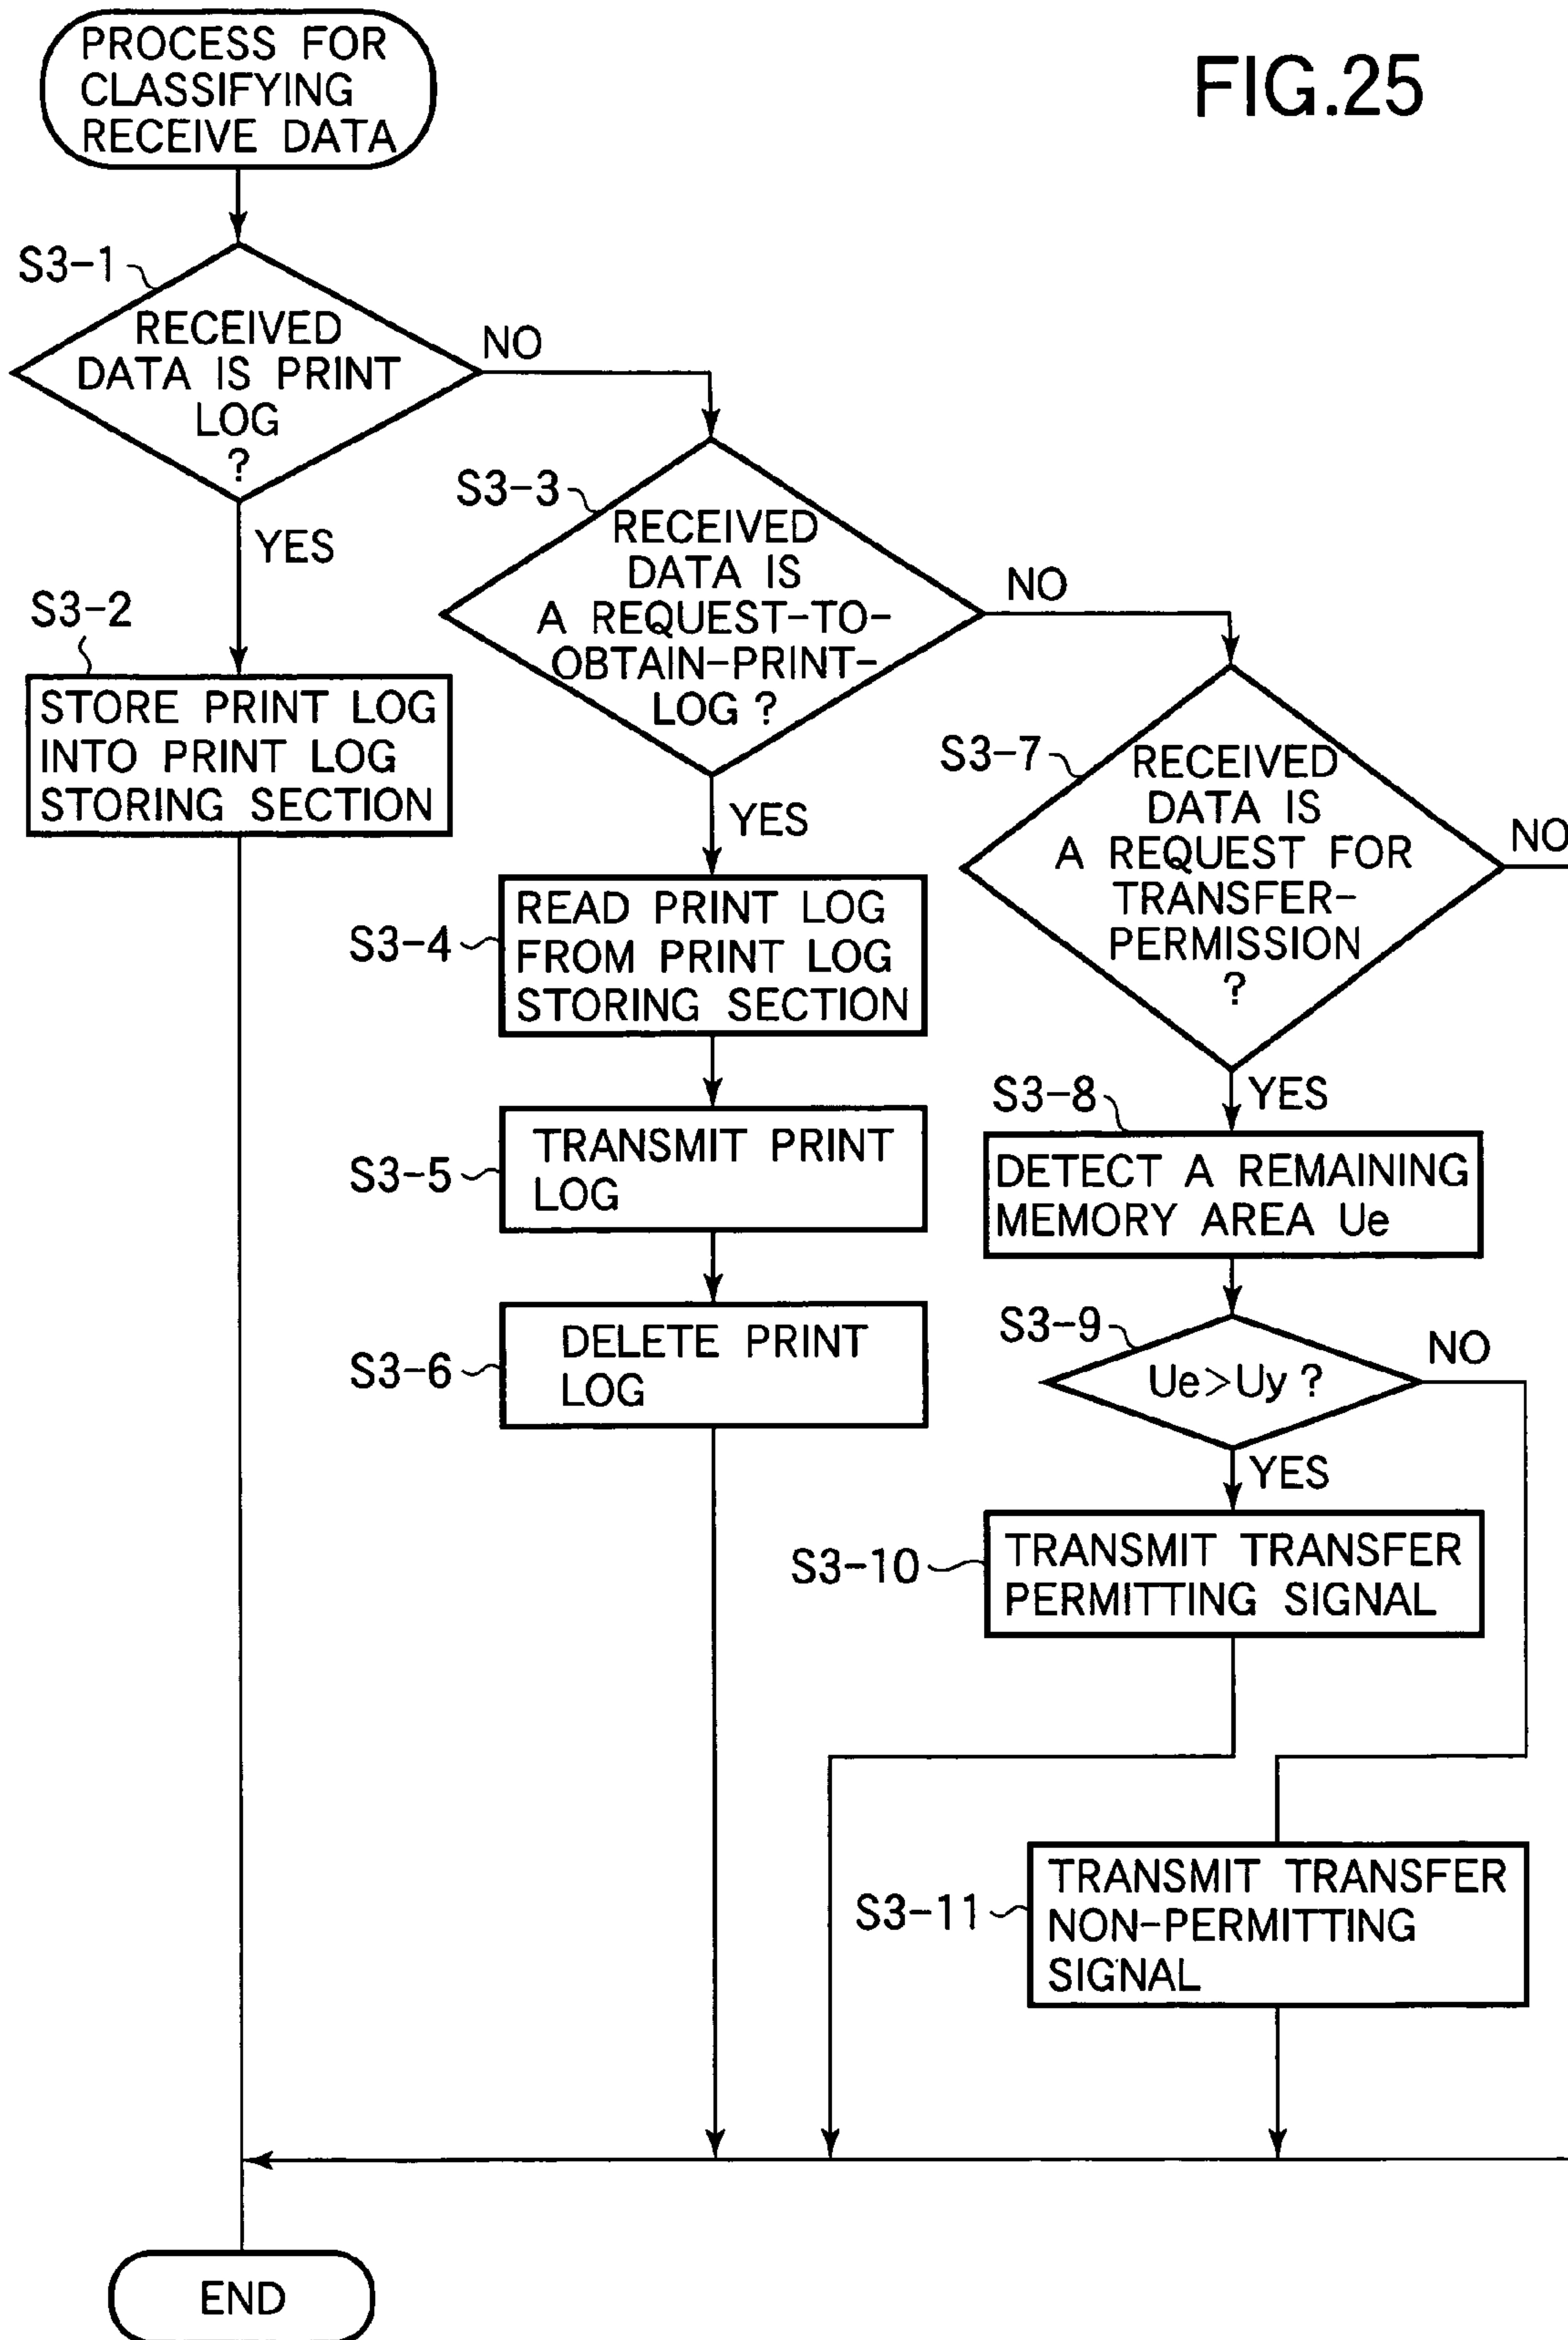 PROCESS FOR
CLASSIFYING
RECEIVE DATA
FIG.25
S3-1
RECEIVED
DATA IS PRINT
LOG
?
NO
YES
S3-2
STORE PRINT LOG
INTO PRINT LOG
STORING SECTION
S3-3
RECEIVED
DATA IS
A REQUEST-TO-
OBTAIN-PRINT-
LOG ?
NO
YES
S3-4
READ PRINT LOG
FROM PRINT LOG
STORING SECTION
S3-5
TRANSMIT PRINT
LOG
S3-6
DELETE PRINT
LOG
S3-7
RECEIVED
DATA IS
A REQUEST FOR
TRANSFER-
PERMISSION
?
NO
YES
S3-8
DETECT A REMAINING
MEMORY AREA Ue
S3-9
Ue>Uy ?
NO
YES
S3-10
TRANSMIT TRANSFER
PERMITTING SIGNAL
S3-11
TRANSMIT TRANSFER
NON-PERMITTING
SIGNAL
END